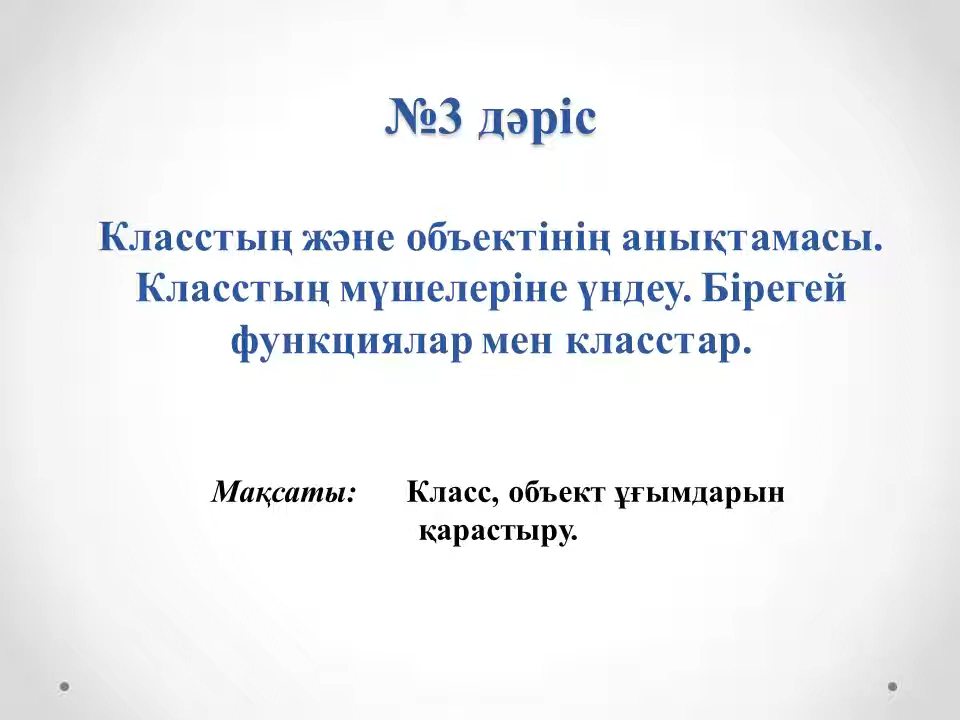 №3 дәріс
Класстың және объектінің анықтамасы.
Класстың мүшелеріне үндеу. Бірегей
функциялар мен класстар.
Мақсаты: Класс, объект ұғымдарын
қарастыру.